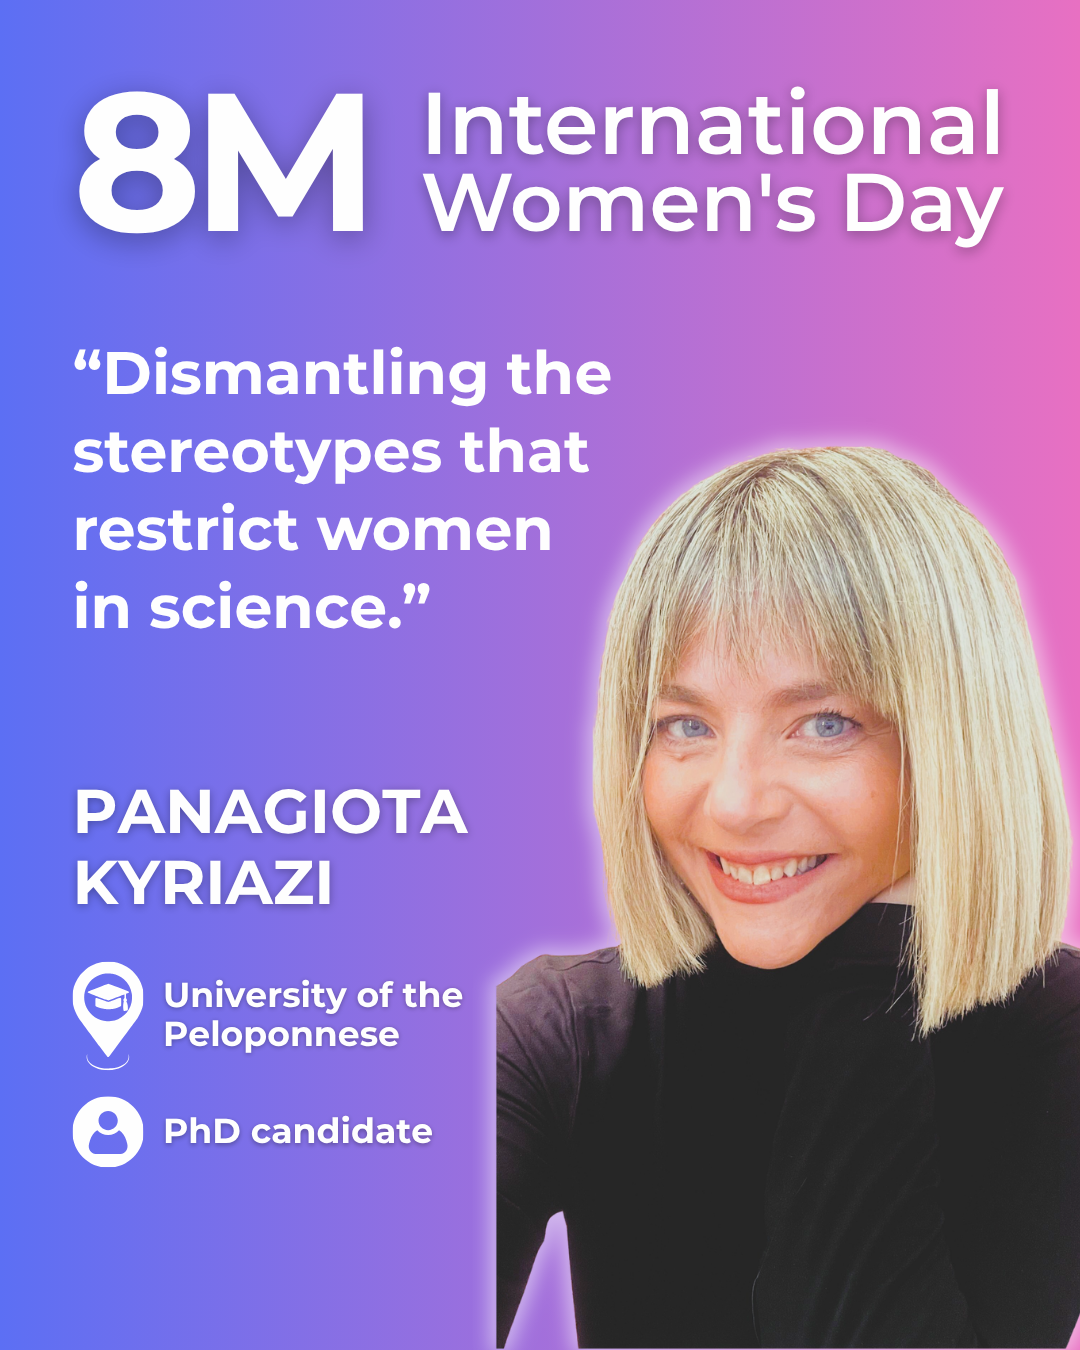 8M
International
Women's Day
“Dismantling the
stereotypes that
restrict women
in science.”
PANAGIOTA
KYRIAZI
University of the
Peloponnese
PhD candidate